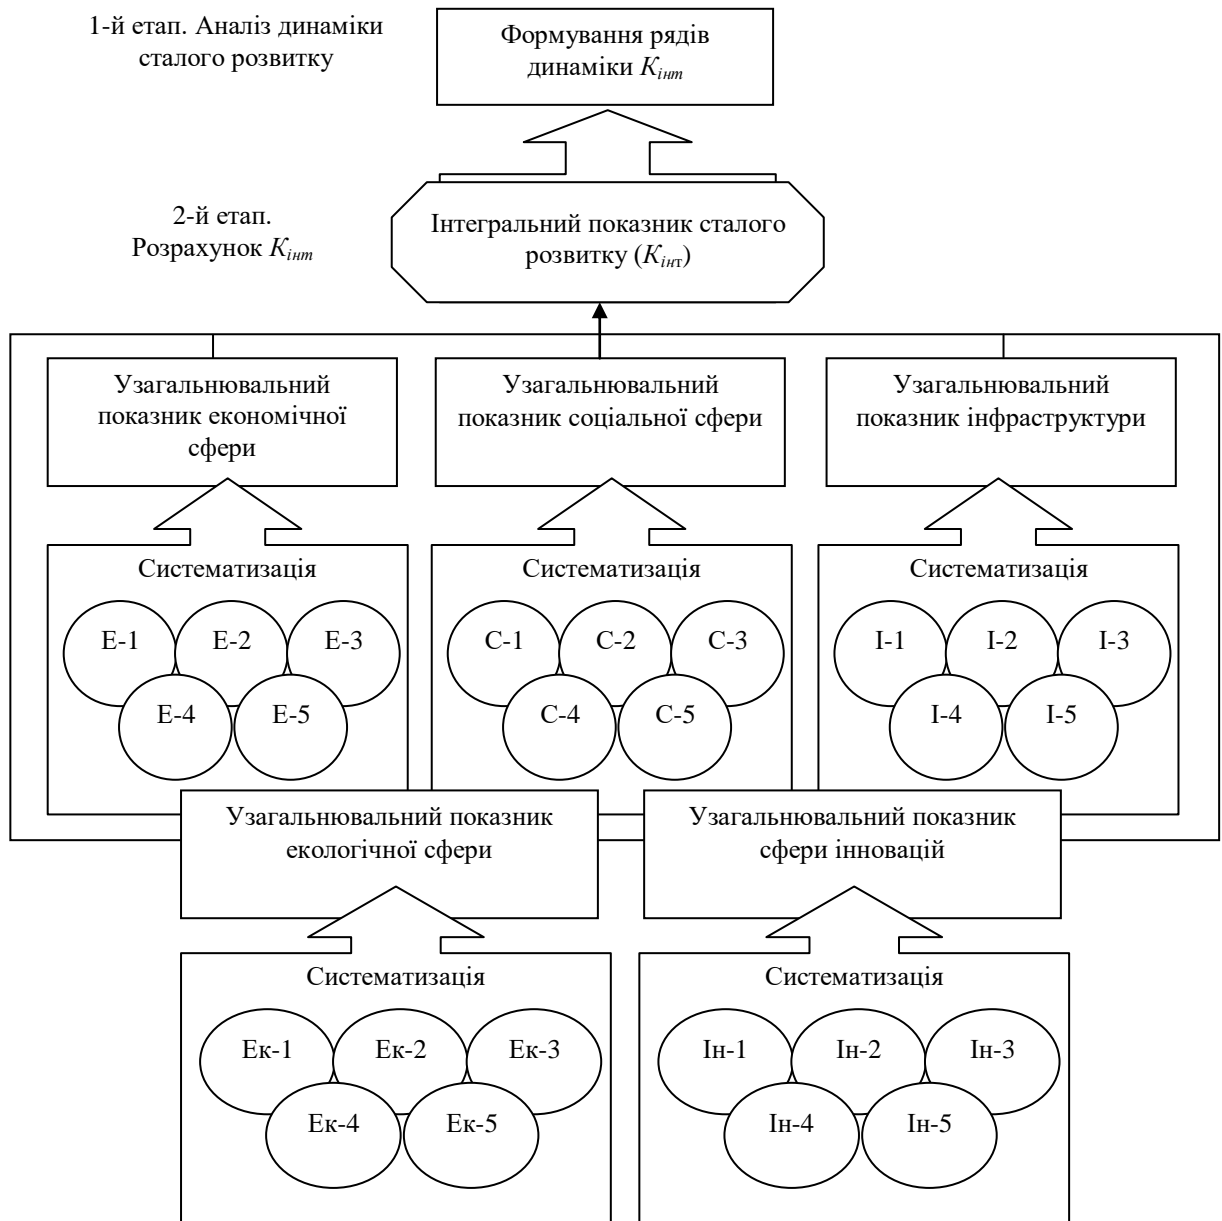 1-й етап. Аналіз динаміки
сталого розвитку
Формування рядів
динаміки Kінт
2-й етап.
Розрахунок Kінт
Інтегральний показник сталого
розвитку (Kінт)
Узагальнювальний
показник економічної
сфери
Узагальнювальний
показник соціальної сфери
Узагальнювальний
показник інфраструктури
Систематизація
Е-1 Е-2 Е-3
Е-4 Е-5
Систематизація
С-1 С-2 С-3
С-4 С-5
Систематизація
І-1 І-2 І-3
І-4 І-5
Узагальнювальний показник
екологічної сфери
Узагальнювальний показник
сфери інновацій
Систематизація
Ек-1 Ек-2 Ек-3
Ек-4 Ек-5
Систематизація
Ін-1 Ін-2 Ін-3
Ін-4 Ін-5